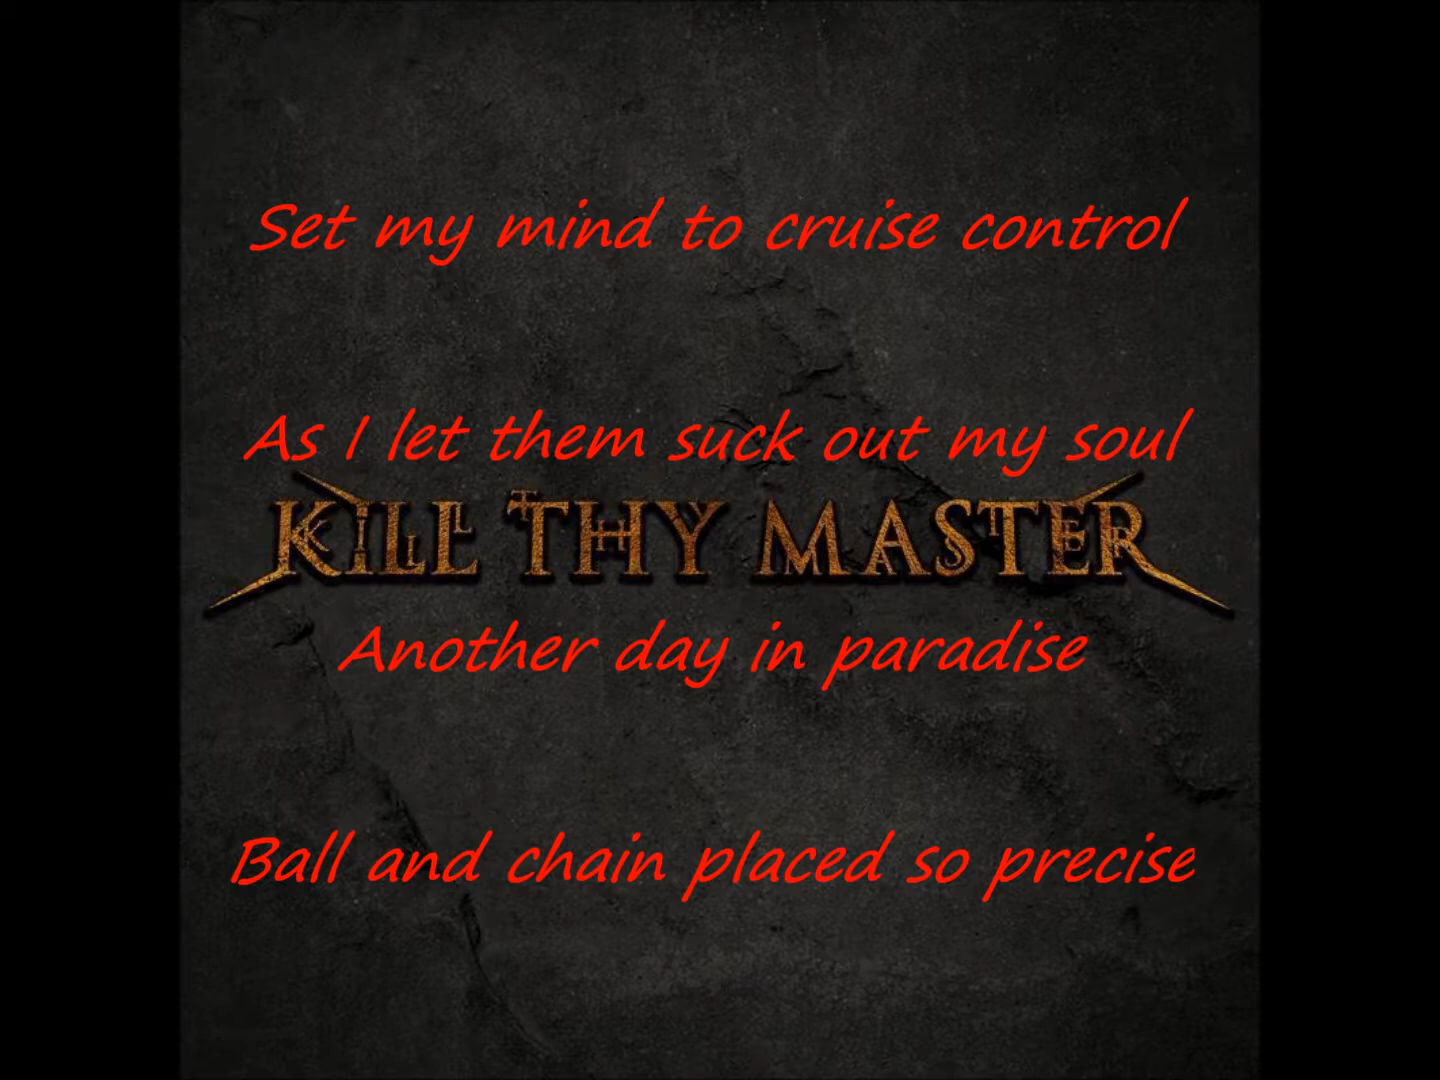 Set my mind to cruise control
As I let them suck out my soul
KILL THY MASTER
Another day in paradise
Ball and chain placed so precise